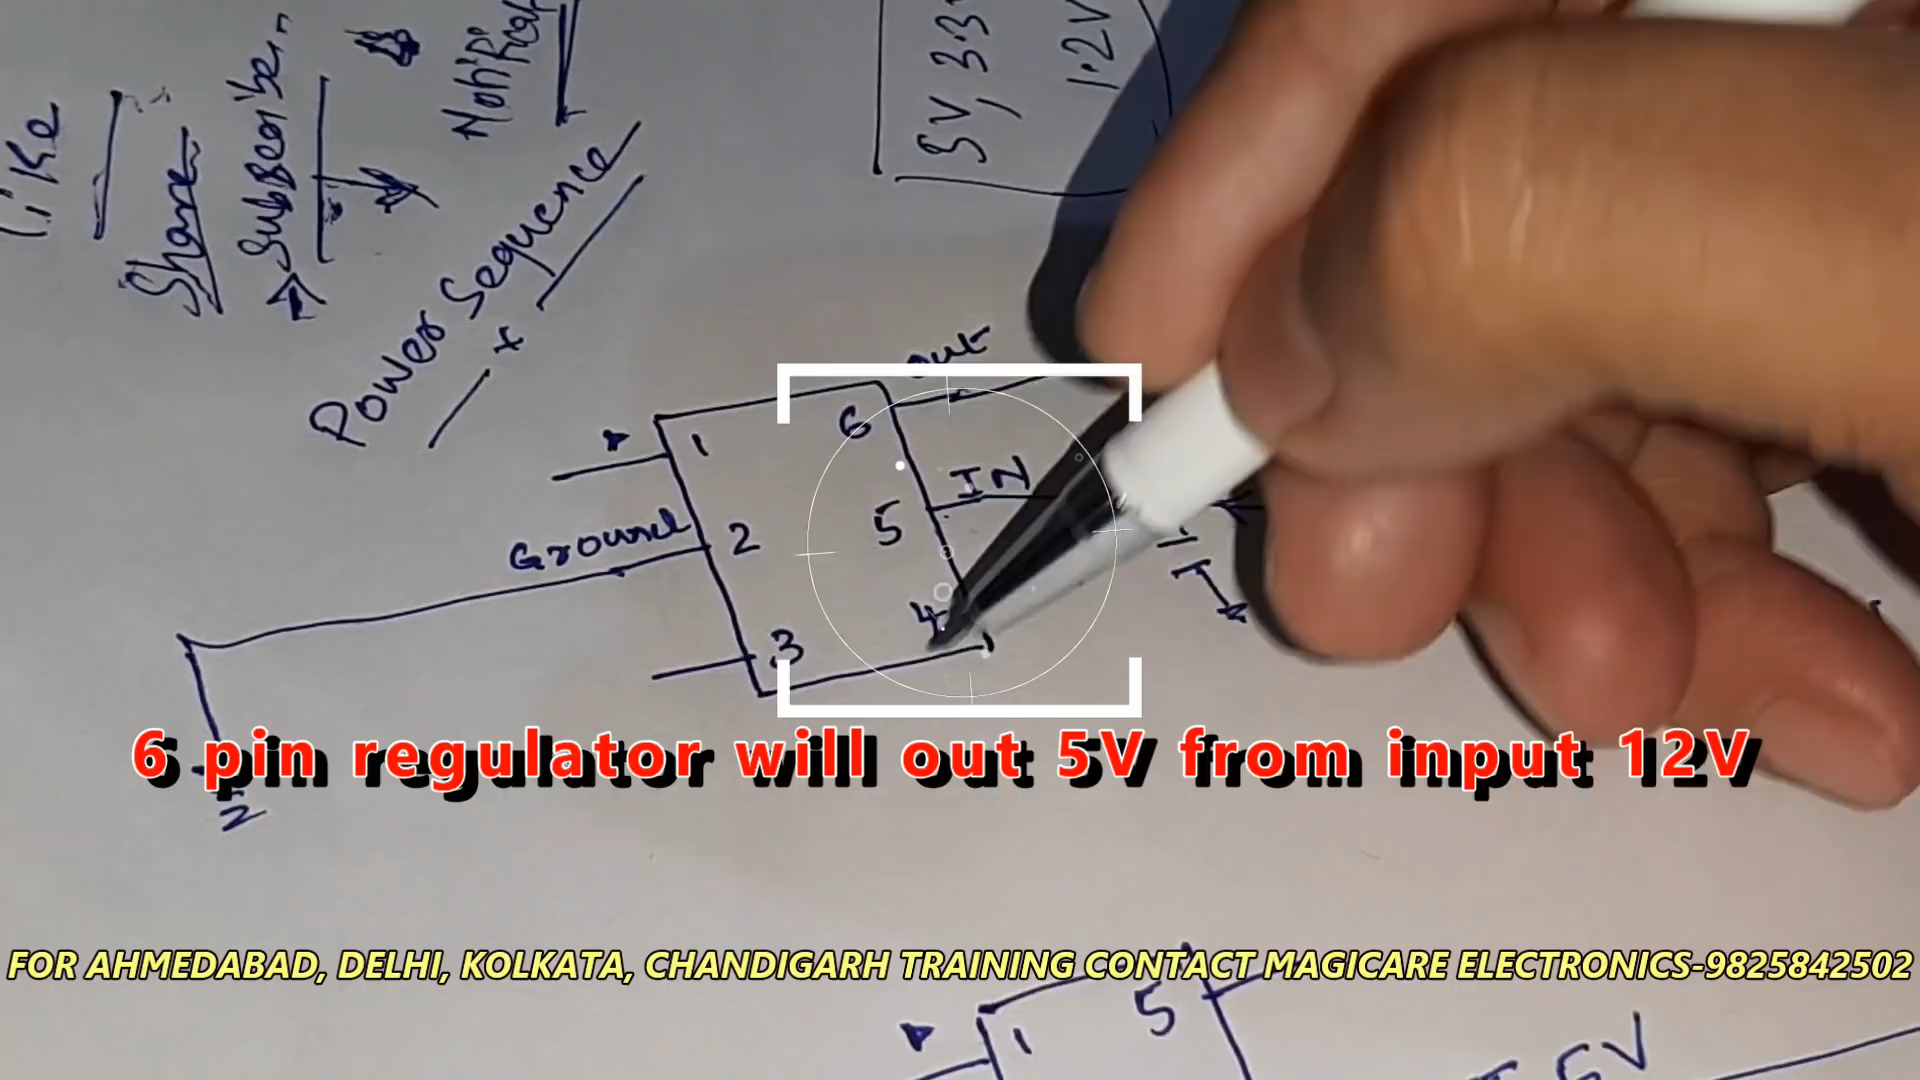 Like
Share
Subscribe
Power Sequence
5V, 3.3
1.2V
out
1
6
IN
Ground
2
5
3
4
6 pin regulator will out 5V from input 12V
FOR AHMEDABAD, DELHI, KOLKATA, CHANDIGARH TRAINING CONTACT MAGICARE ELECTRONICS-9825842502
1
5
5V